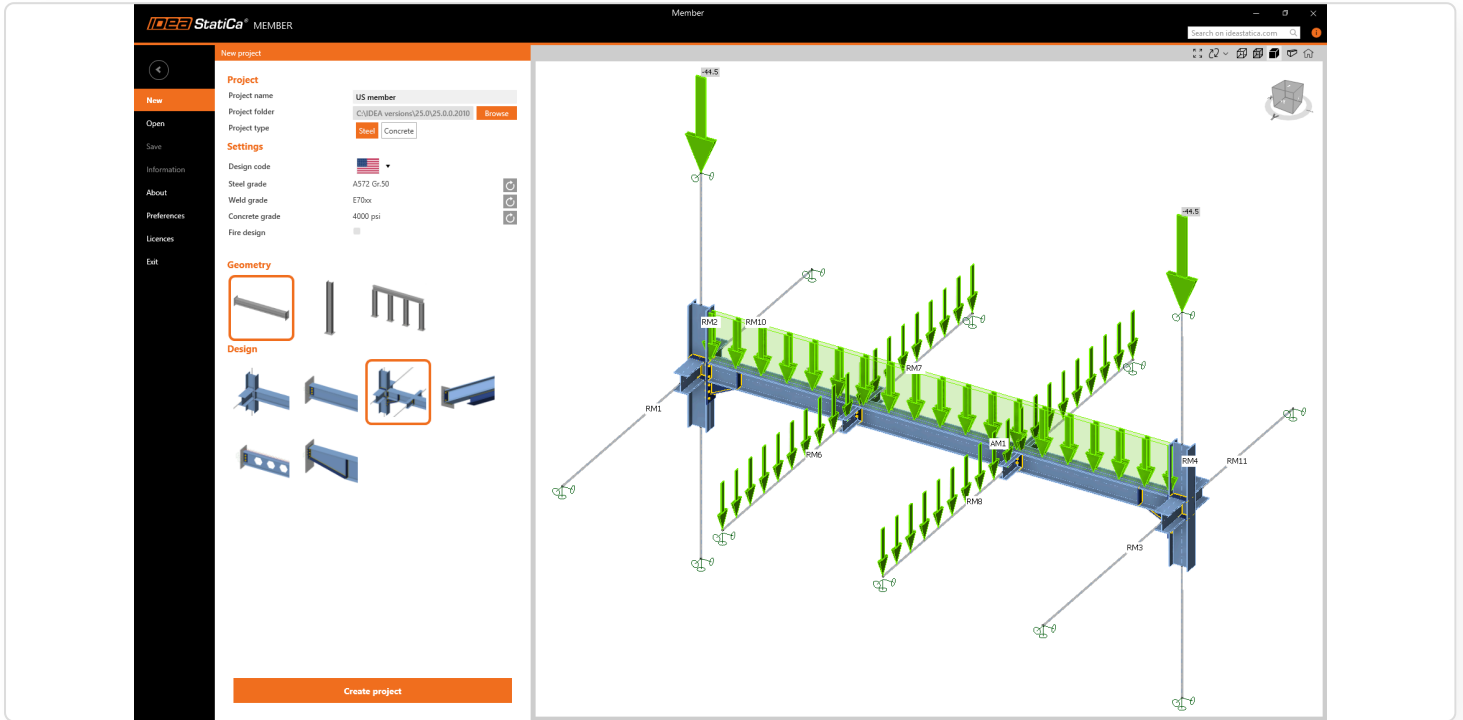 Member
IDEA StatiCa® MEMBER
Search on ideastatica.com
New project
New
Open
Save
Information
About
Preferences
Licences
Exit
Project
Project name US member
Project folder C:\IDEA versions\25.0\25.0.0.2010 Browse
Project type Steel Concrete
Settings
Design code
Steel grade A572 Gr.50
Weld grade E70xx
Concrete grade 4000 psi
Fire design
Geometry
Design
Create project
-44.5
-44.5
RM2
RM10
RM7
RM1
AM1
RM6
RM4
RM11
RM8
RM3